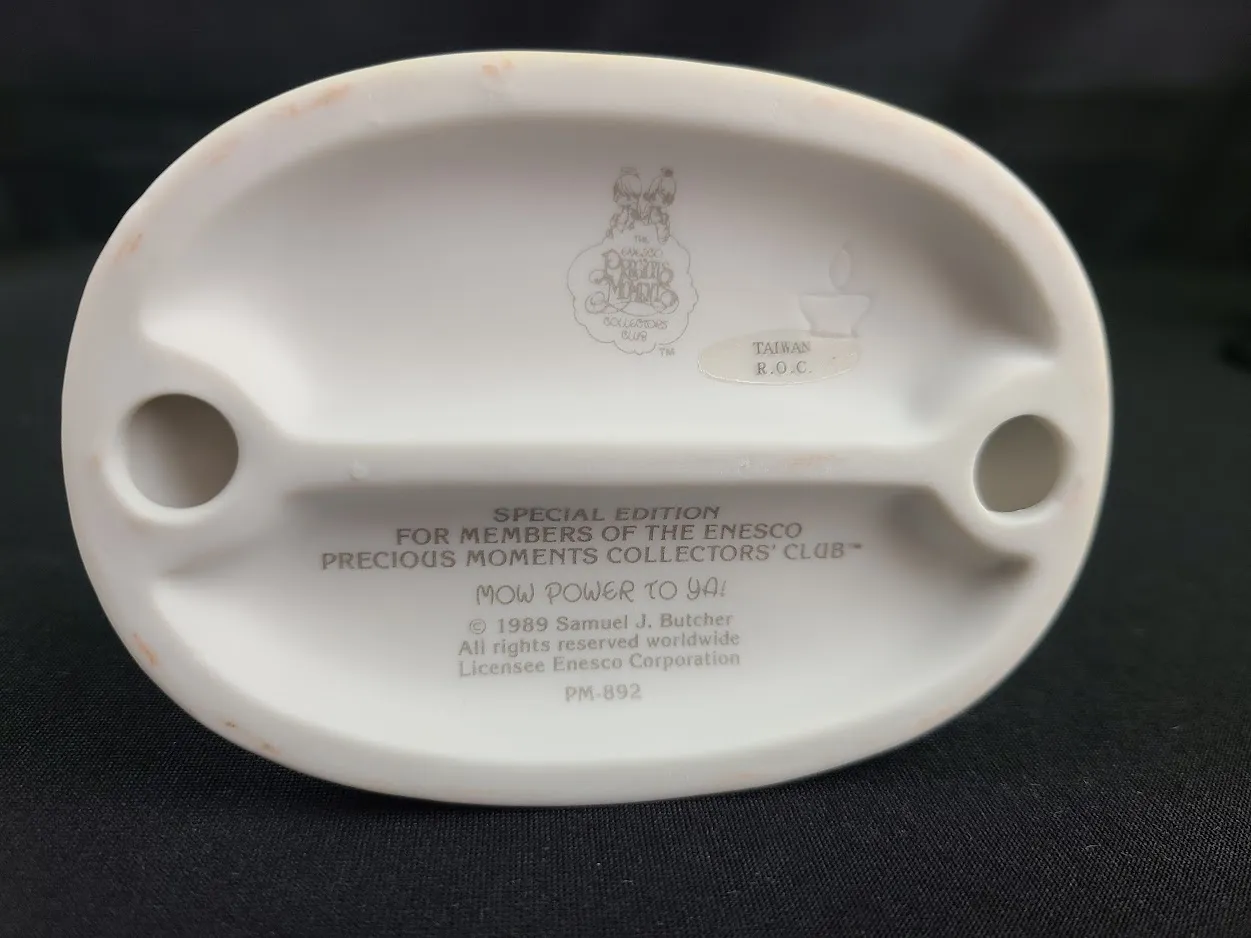 THE
ENESCO
PRECIOUS
MOMENTS
COLLECTORS
CLUB
TM
TAIWAN
R.O.C.
SPECIAL EDITION
FOR MEMBERS OF THE ENESCO
PRECIOUS MOMENTS COLLECTORS' CLUB™
MOW POWER TO YA!
© 1989 Samuel J. Butcher
All rights reserved worldwide
Licensee Enesco Corporation
PM-892